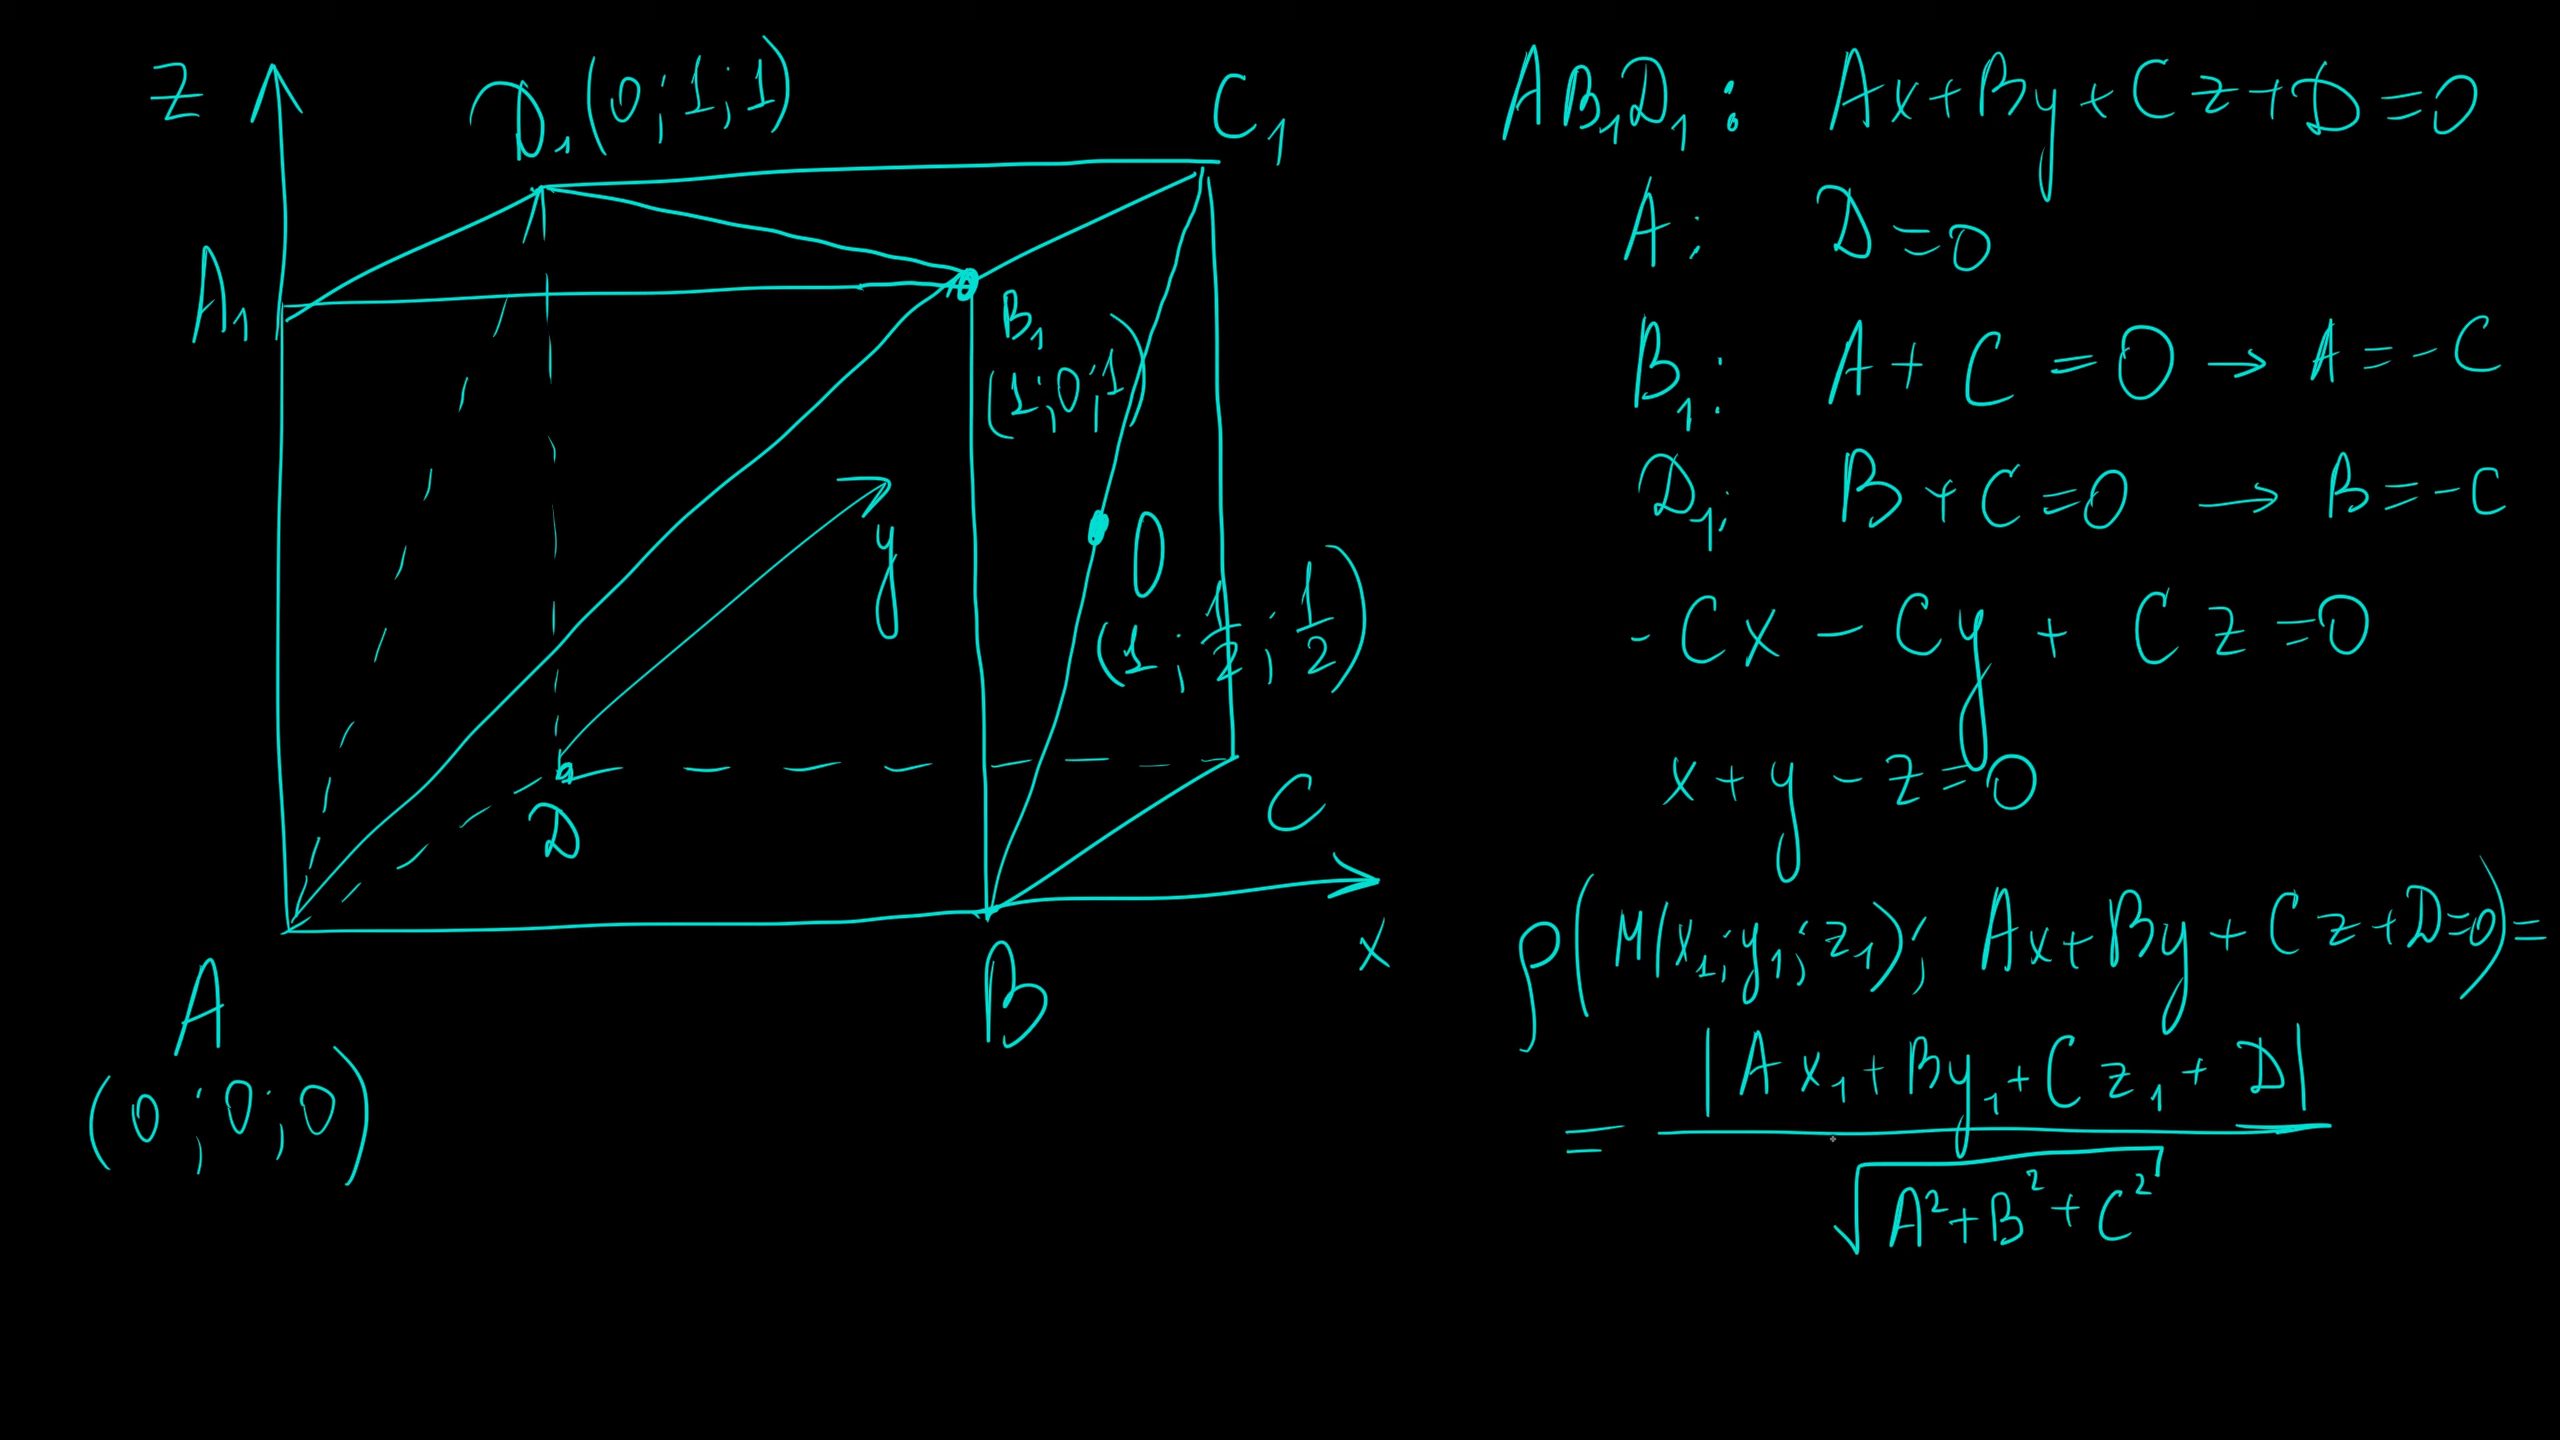 Z
D₁(0;1;1)
C₁
A₁
B₁
(1;0;1)
y
O
(1; 1/2; 1/2)
D
C
x
A
(0;0;0)
B
AB₁D₁: Ax+By+Cz+D=0
A: D=0
B₁: A+C=0 → A=-C
D₁: B+C=0 → B=-C
-Cx - Cy + Cz=0
x+y-z=0
ρ(M(x₁;y₁;z₁); Ax+By+Cz+D=0)=
= |Ax₁+By₁+Cz₁+D| / √(A²+B²+C²)